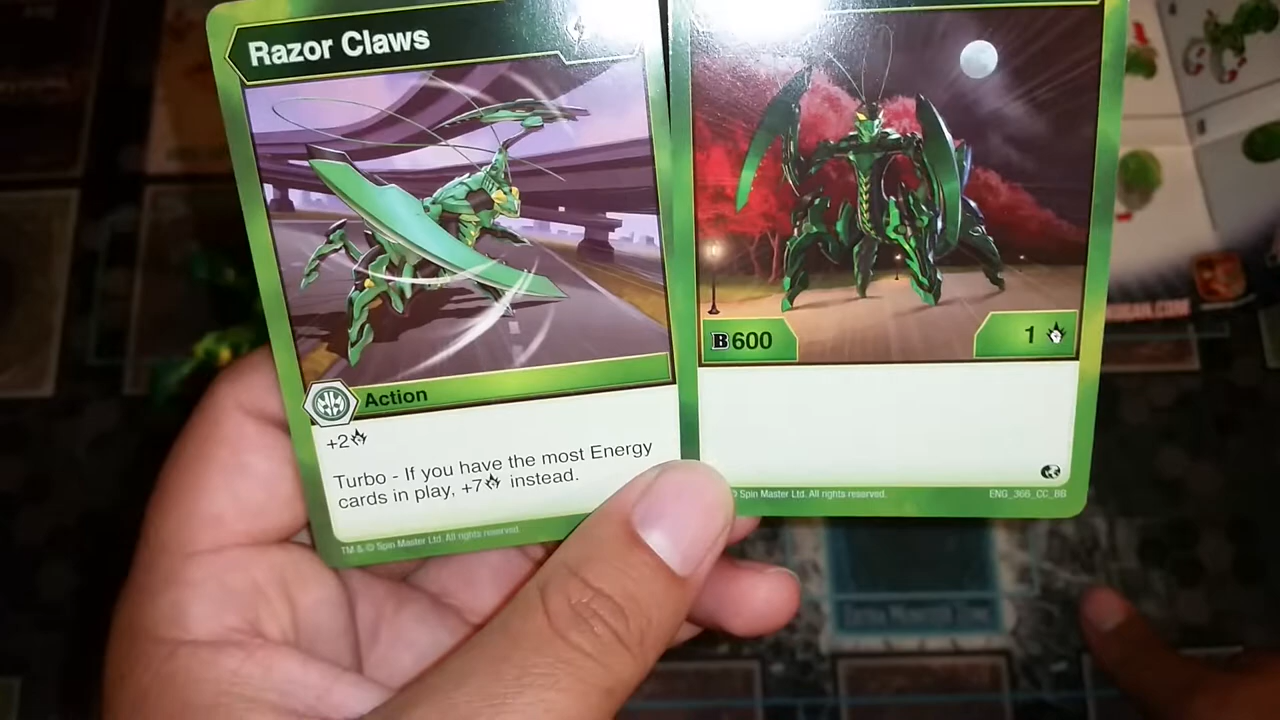 Razor Claws
Action
+2
Turbo - If you have the most Energy
cards in play, +7 instead.
TM & © Spin Master Ltd. All rights reserved.
B600
1
© Spin Master Ltd. All rights reserved.
ENG_366_CC_BB